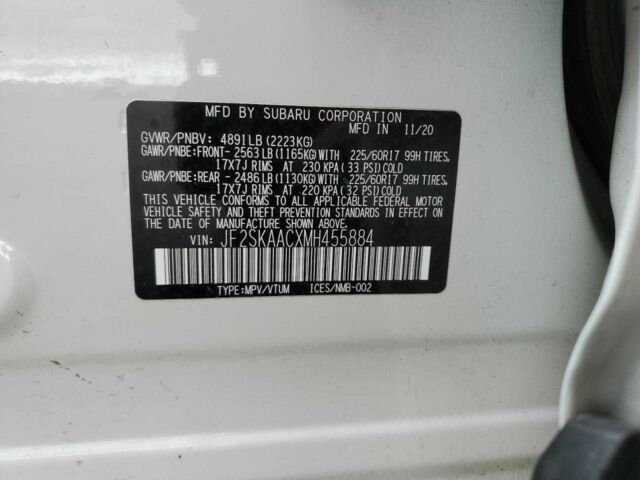 MFD BY SUBARU CORPORATION
MFD IN 11/20
GVWR/PNBV: 4891LB(2223KG)
GAWR/PNBE:FRONT-2563LB(1165KG)WITH 225/60R17 99H TIRES,
17X7J RIMS AT 230 KPA(33 PSI)COLD
GAWR/PNBE:REAR -2486LB(1130KG)WITH 225/60R17 99H TIRES,
17X7J RIMS AT 220 KPA(32 PSI)COLD
THIS VEHICLE CONFORMS TO ALL APPLICABLE FEDERAL MOTOR
VEHICLE SAFETY AND THEFT PREVENTION STANDARDS IN EFFECT
ON THE DATE OF MANUFACTURE SHOWN ABOVE.
VIN: JF2SKAACXMH455884
TYPE:MPV/VTUM ICES/NMB-002